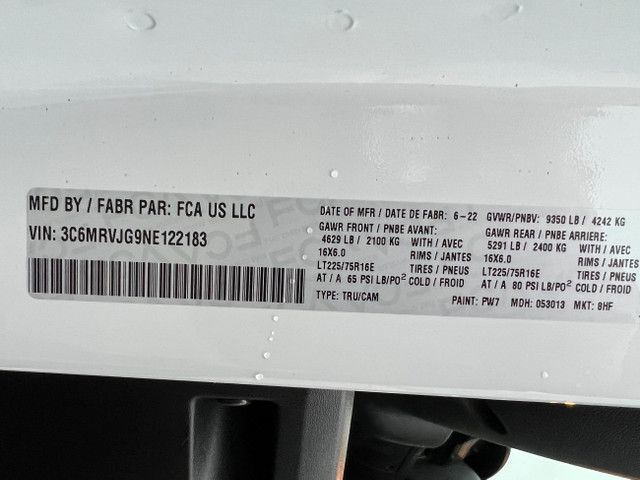 MFD BY / FABR PAR: FCA US LLC
VIN: 3C6MRVJG9NE122183
DATE OF MFR / DATE DE FABR: 6-22 GVWR/PNBV: 9350 LB / 4242 KG
GAWR FRONT / PNBE AVANT: GAWR REAR / PNBE ARRIERE:
4629 LB / 2100 KG WITH / AVEC 5291 LB / 2400 KG WITH / AVEC
16X6.0 RIMS / JANTES 16X6.0 RIMS / JANTES
LT225/75R16E TIRES / PNEUS LT225/75R16E TIRES / PNEUS
AT / A 65 PSI LB/PO² COLD / FROID AT / A 80 PSI LB/PO² COLD / FROID
TYPE: TRU/CAM PAINT: PW7 MDH: 053013 MKT: 8HF